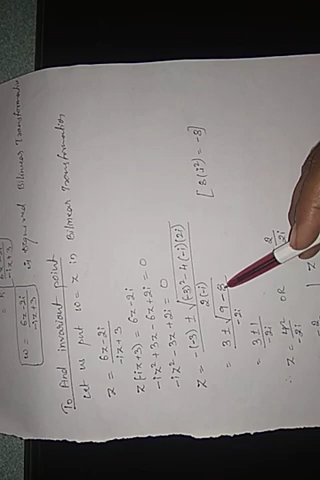 w = 6z-2i / -iz+3 is required Bilinear Transformation
To find invariant point
Let us put w = z in Bilinear Transformation
z = 6z-2i / -iz+3
z(-iz+3) = 6z-2i
-iz²+3z-6z+2i = 0
-iz²-3z+2i = 0
z = -(-3) ± √(-3)²-4(-i)(2i) / 2(-i) [8(i²) = -8]
= 3 ± √9-8 / -2i
= 3±1 / -2i
∴ z = 4 / -2i OR 2 / -2i